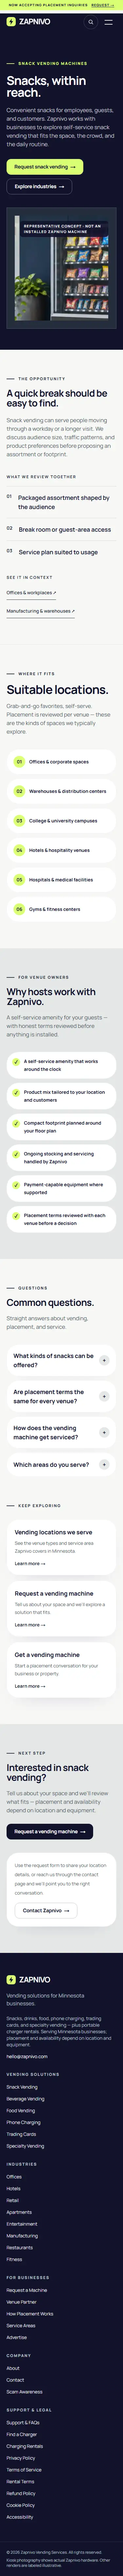 NOW ACCEPTING PLACEMENT INQUIRIES REQUEST →
ZAPNIVO
SNACK VENDING MACHINES
Snacks, within
reach.
Convenient snacks for employees, guests,
and customers. Zapnivo works with
businesses to explore self-service snack
vending that fits the space, the crowd, and
the daily routine.
Request snack vending →
Explore industries →
REPRESENTATIVE CONCEPT · NOT AN
INSTALLED ZAPNIVO MACHINE
THE OPPORTUNITY
A quick break should be
easy to find.
Snack vending can serve people moving
through a workday or a longer visit. We
discuss audience size, traffic patterns, and
product preferences before proposing an
assortment or footprint.
WHAT WE REVIEW TOGETHER
01 Packaged assortment shaped by
the audience
02 Break room or guest-area access
03 Service plan suited to usage
SEE IT IN CONTEXT
Offices & workplaces ↗
Manufacturing & warehouses ↗
WHERE IT FITS
Suitable locations.
Grab-and-go favorites, self-serve.
Placement is reviewed per venue — these
are the kinds of spaces we typically
explore.
01 Offices & corporate spaces
02 Warehouses & distribution centers
03 College & university campuses
04 Hotels & hospitality venues
05 Hospitals & medical facilities
06 Gyms & fitness centers
FOR VENUE OWNERS
Why hosts work with
Zapnivo.
A self-service amenity for your guests —
with honest terms reviewed before
anything is installed.
✓ A self-service amenity that works
around the clock
✓ Product mix tailored to your location
and customers
✓ Compact footprint planned around
your floor plan
✓ Ongoing stocking and servicing
handled by Zapnivo
✓ Payment-capable equipment where
supported
✓ Placement terms reviewed with each
venue before a decision
QUESTIONS
Common questions.
Straight answers about vending,
placement, and service.
What kinds of snacks can be
offered? +
Are placement terms the
same for every venue? +
How does the vending
machine get serviced? +
Which areas do you serve? +
KEEP EXPLORING
Vending locations we serve
See the venue types and service area
Zapnivo covers in Minnesota.
Learn more →
Request a vending machine
Tell us about your space and we'll explore a
solution that fits.
Learn more →
Get a vending machine
Start a placement conversation for your
business or property.
Learn more →
NEXT STEP
Interested in snack
vending?
Tell us about your space and we'll review
what fits — placement and availability
depend on location and equipment.
Request a vending machine →
Use the request form to share your location
details, or reach us through the contact
page and we'll point you to the right
conversation.
Contact Zapnivo →
ZAPNIVO
Vending solutions for Minnesota
businesses.
Snacks, drinks, food, phone charging, trading
cards, and specialty vending — plus portable
charger rentals. Serving Minnesota businesses;
placement and availability depend on location and
equipment.
hello@zapnivo.com
VENDING SOLUTIONS
Snack Vending
Beverage Vending
Food Vending
Phone Charging
Trading Cards
Specialty Vending
INDUSTRIES
Offices
Hotels
Retail
Apartments
Entertainment
Manufacturing
Restaurants
Fitness
FOR BUSINESSES
Request a Machine
Venue Partner
How Placement Works
Service Areas
Advertise
COMPANY
About
Contact
Scam Awareness
SUPPORT & LEGAL
Support & FAQs
Find a Charger
Charging Rentals
Privacy Policy
Terms of Service
Rental Terms
Refund Policy
Cookie Policy
Accessibility
© 2026 Zapnivo Vending Services. All rights reserved.
Kiosk photography shows actual Zapnivo hardware. Other
renders are labeled illustrative.